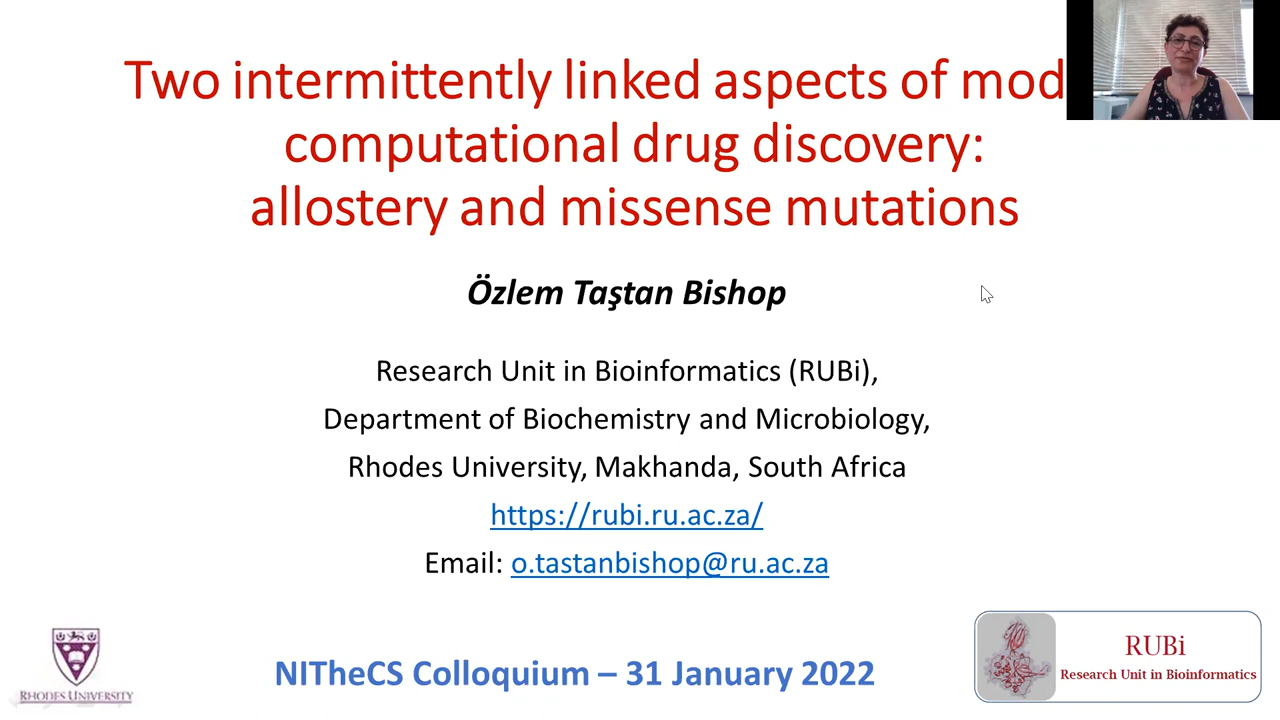 Two intermittently linked aspects of mod
computational drug discovery:
allostery and missense mutations
Özlem Taştan Bishop
Research Unit in Bioinformatics (RUBi),
Department of Biochemistry and Microbiology,
Rhodes University, Makhanda, South Africa
https://rubi.ru.ac.za/
Email: o.tastanbishop@ru.ac.za
NITheCS Colloquium – 31 January 2022
RHODES UNIVERSITY
RUBi
Research Unit in Bioinformatics